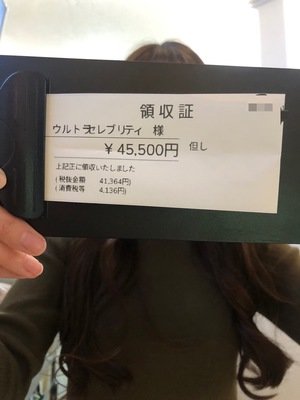 領収証
ウルトラセレブリティ 様
￥45,500円 但し
上記正に領収いたしました
(税抜金額 41,364円)
(消費税等 4,136円)